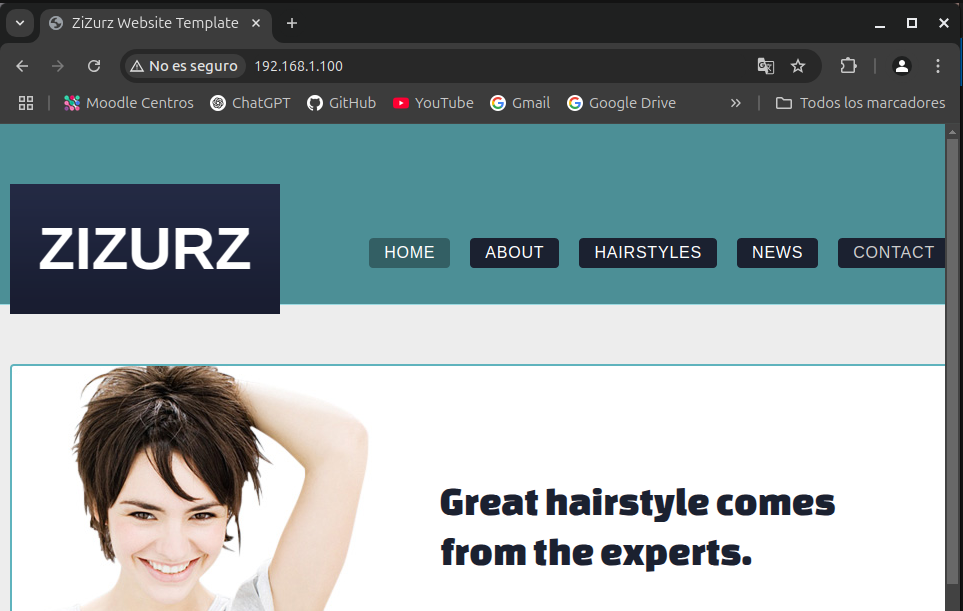 ZiZurz Website Template
No es seguro 192.168.1.100
Moodle Centros ChatGPT GitHub YouTube Gmail Google Drive Todos los marcadores
ZIZURZ
HOME ABOUT HAIRSTYLES NEWS CONTACT
Great hairstyle comes
from the experts.